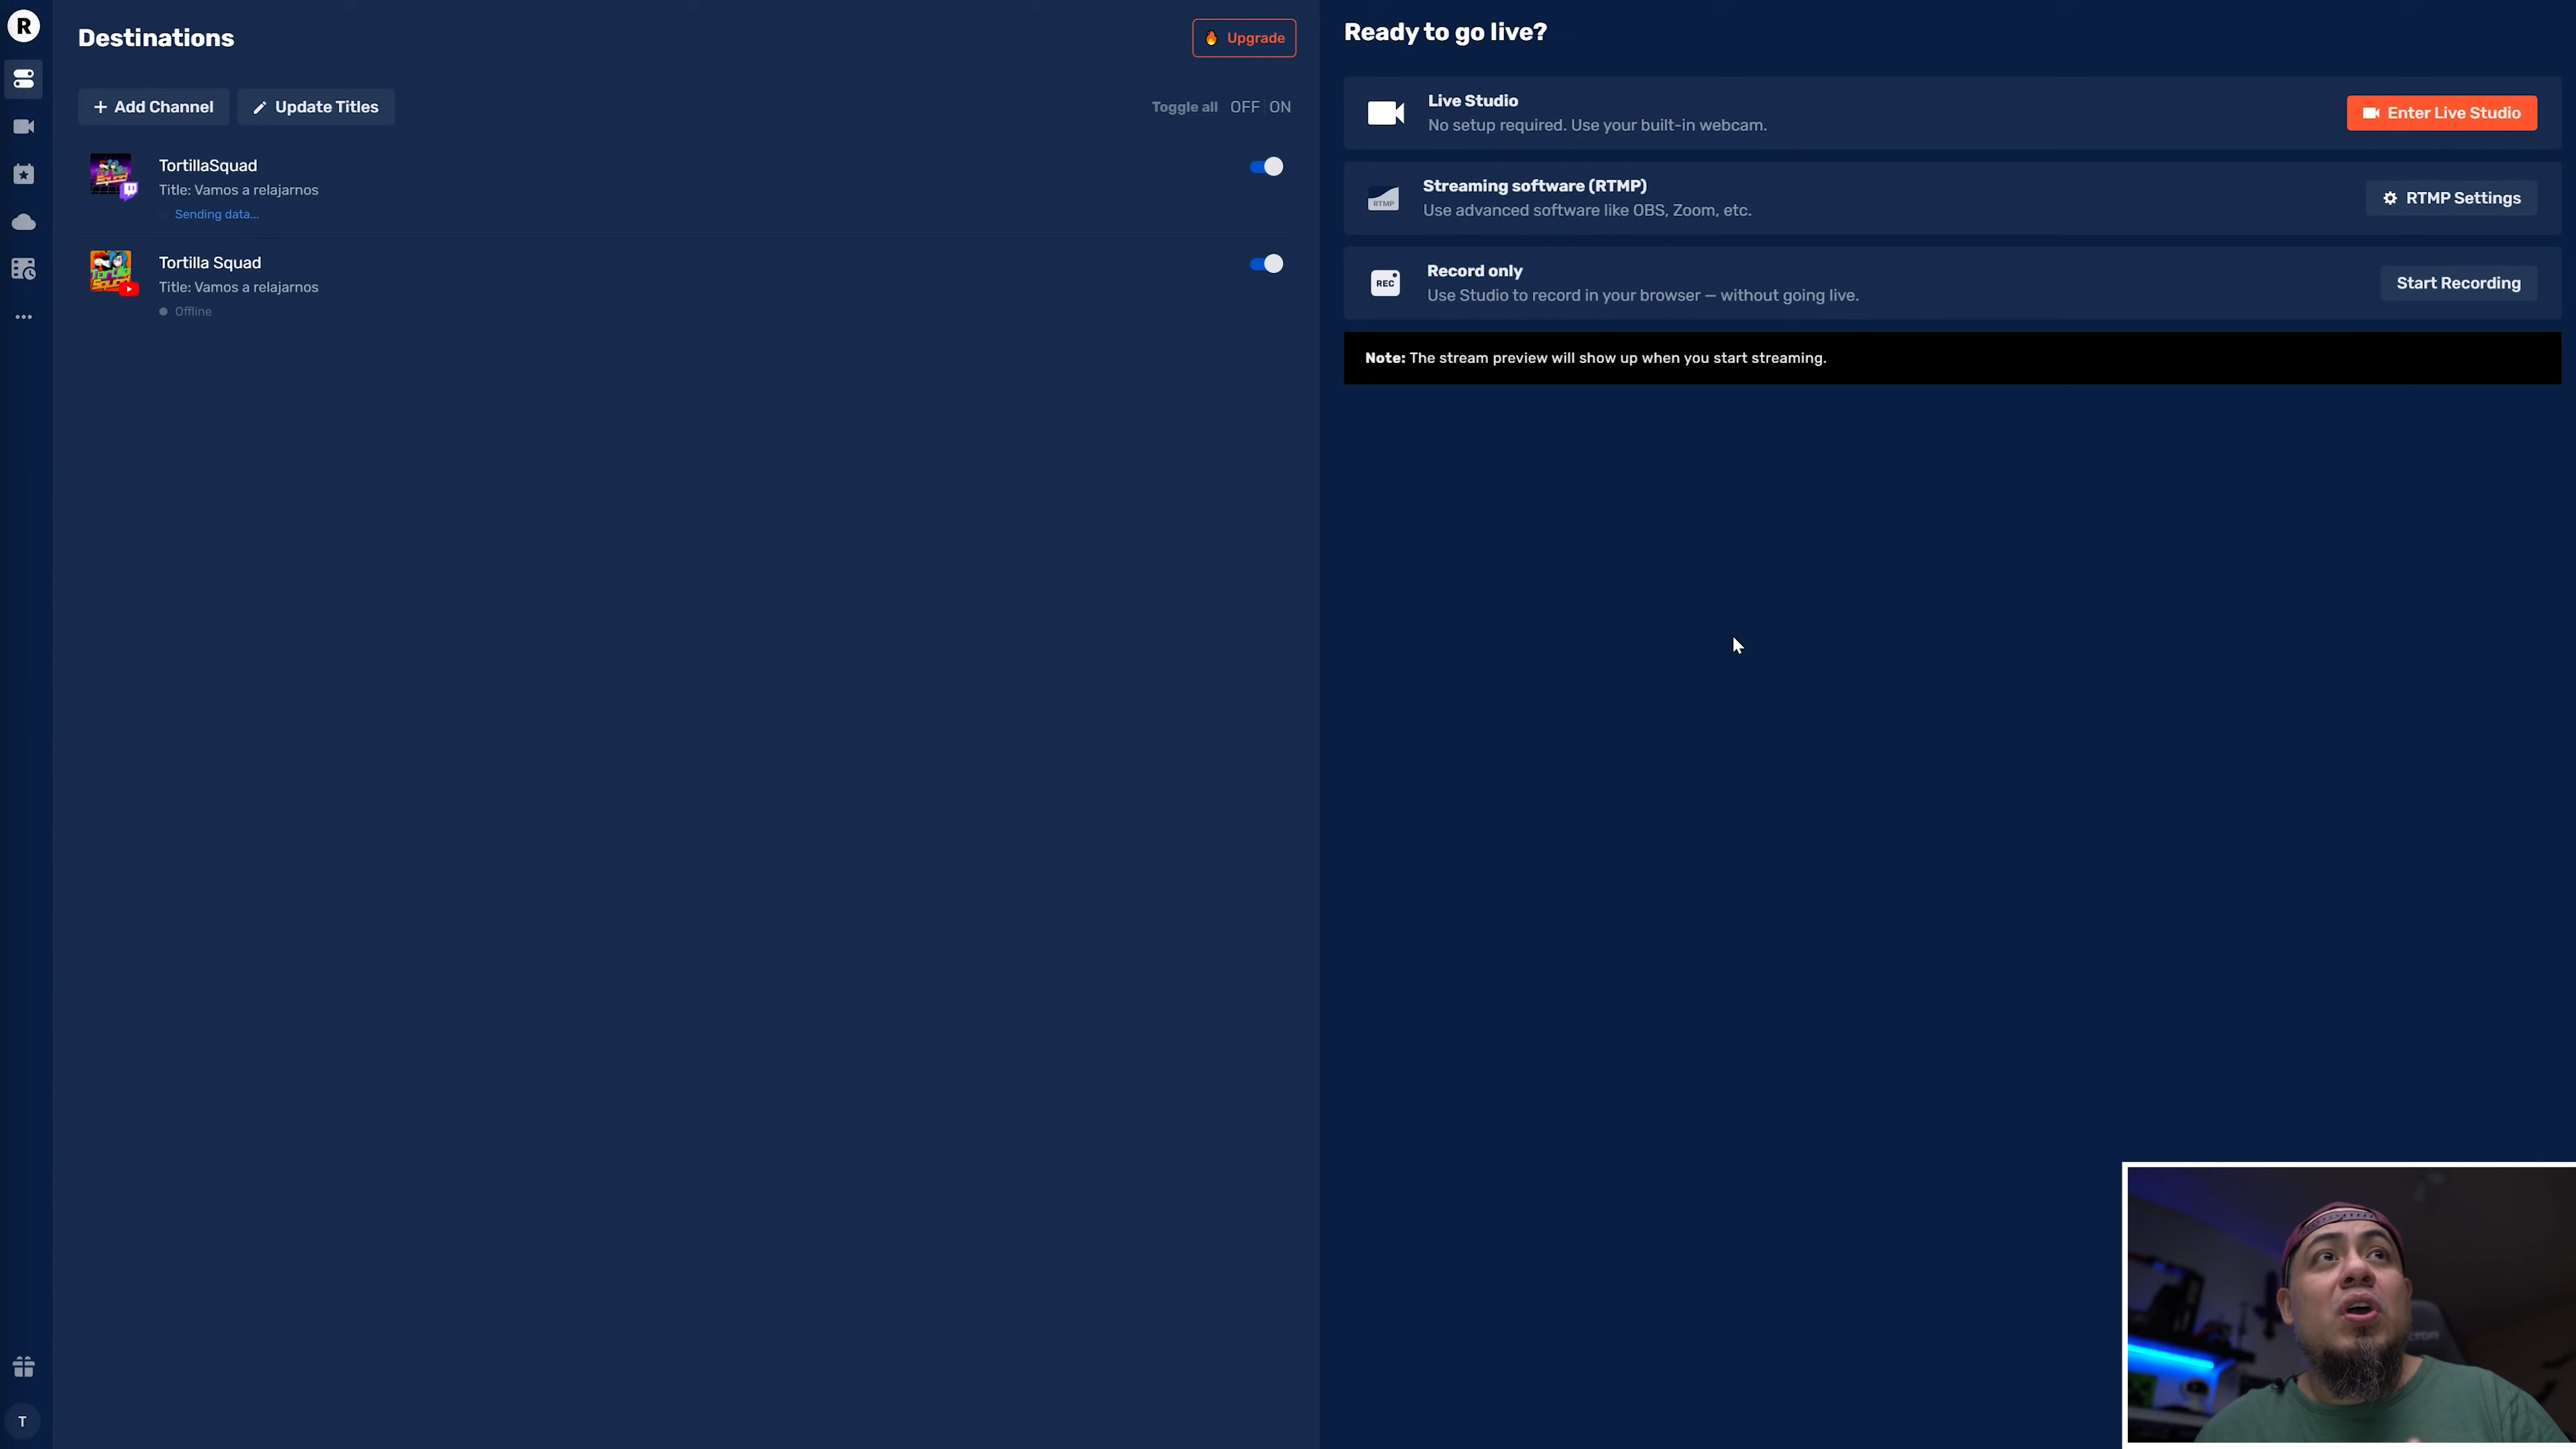 R
Destinations
Upgrade
Add Channel
Update Titles
Toggle all OFF ON
TortillaSquad
Title: Vamos a relajarnos
Sending data...
Tortilla Squad
Title: Vamos a relajarnos
Offline
T
Ready to go live?
Live Studio
No setup required. Use your built-in webcam.
Enter Live Studio
RTMP
Streaming software (RTMP)
Use advanced software like OBS, Zoom, etc.
RTMP Settings
REC
Record only
Use Studio to record in your browser — without going live.
Start Recording
Note: The stream preview will show up when you start streaming.